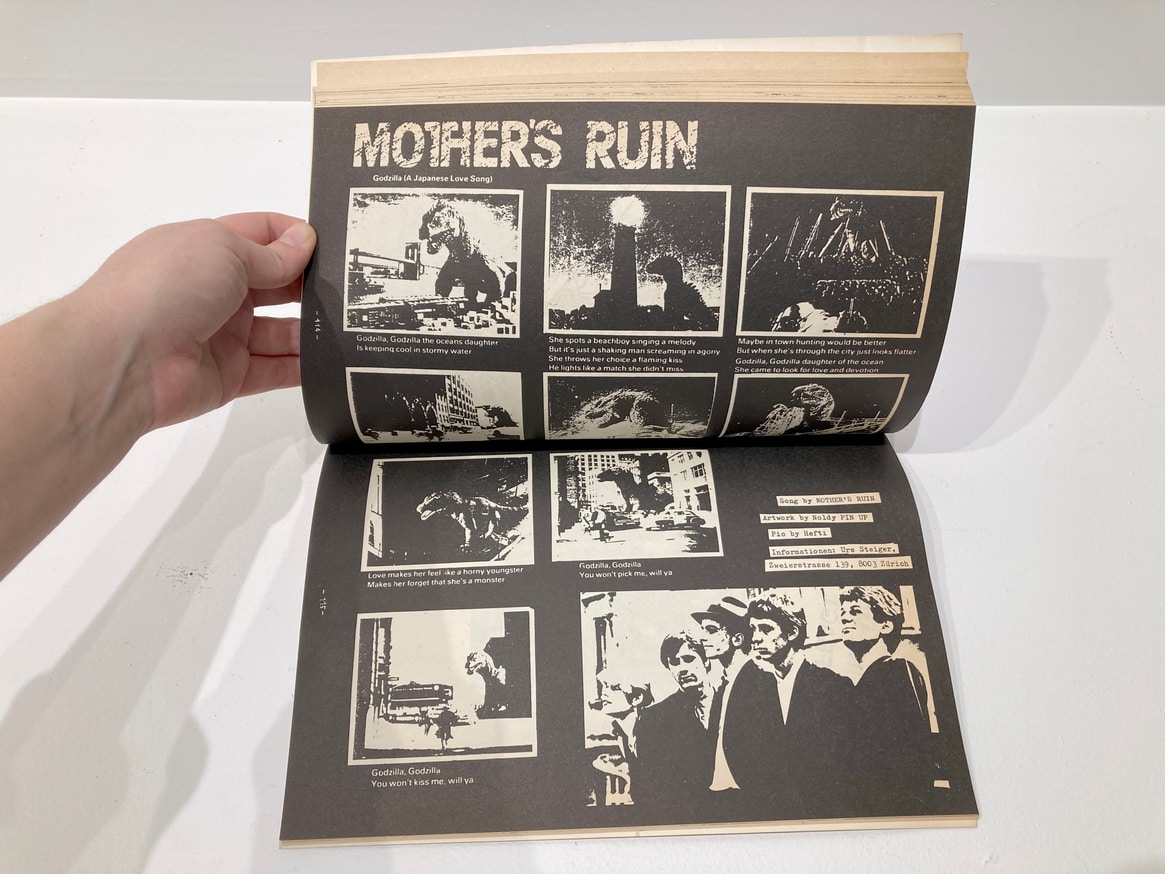 MOTHER'S RUIN
Godzilla (A Japanese Love Song)
Godzilla, Godzilla the oceans daughter
Is keeping cool in stormy water
She spots a beachboy singing a melody
But it's just a shaking man screaming in agony
She throws her choice a flaming kiss
He lights like a match she didn't miss
Maybe in town hunting would be better
But when she's through the city just looks flatter
Godzilla, Godzilla daughter of the ocean
She came to look for love and devotion
Love makes her feel like a horny youngster
Makes her forget that she's a monster
Godzilla, Godzilla
You won't pick me, will ya
Song by MOTHER'S RUIN
Artwork by Noldy PIN UP
Pic by Hefti
Informationen: Urs Steiger,
Zweierstrasse 139, 8003 Zürich
Godzilla, Godzilla
You won't kiss me, will ya